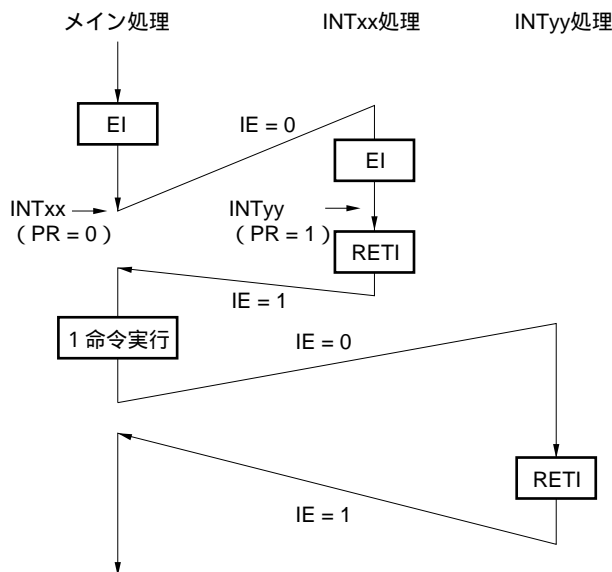 メイン処理
INTxx処理
INTyy処理
EI
IE = 0
EI
INTxx
（PR = 0）
INTyy
（PR = 1）
RETI
IE = 1
1 命令実行
IE = 0
RETI
IE = 1